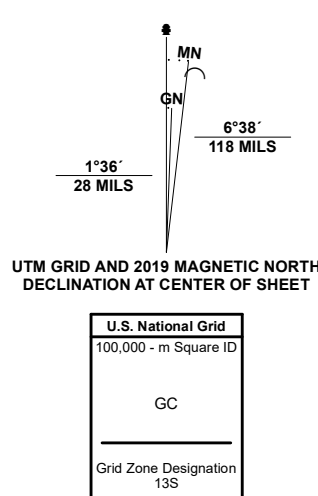 MN
GN
6°38´
118 MILS
1°36´
28 MILS
UTM GRID AND 2019 MAGNETIC NORTH
DECLINATION AT CENTER OF SHEET
U.S. National Grid
100,000 - m Square ID
GC
Grid Zone Designation
13S